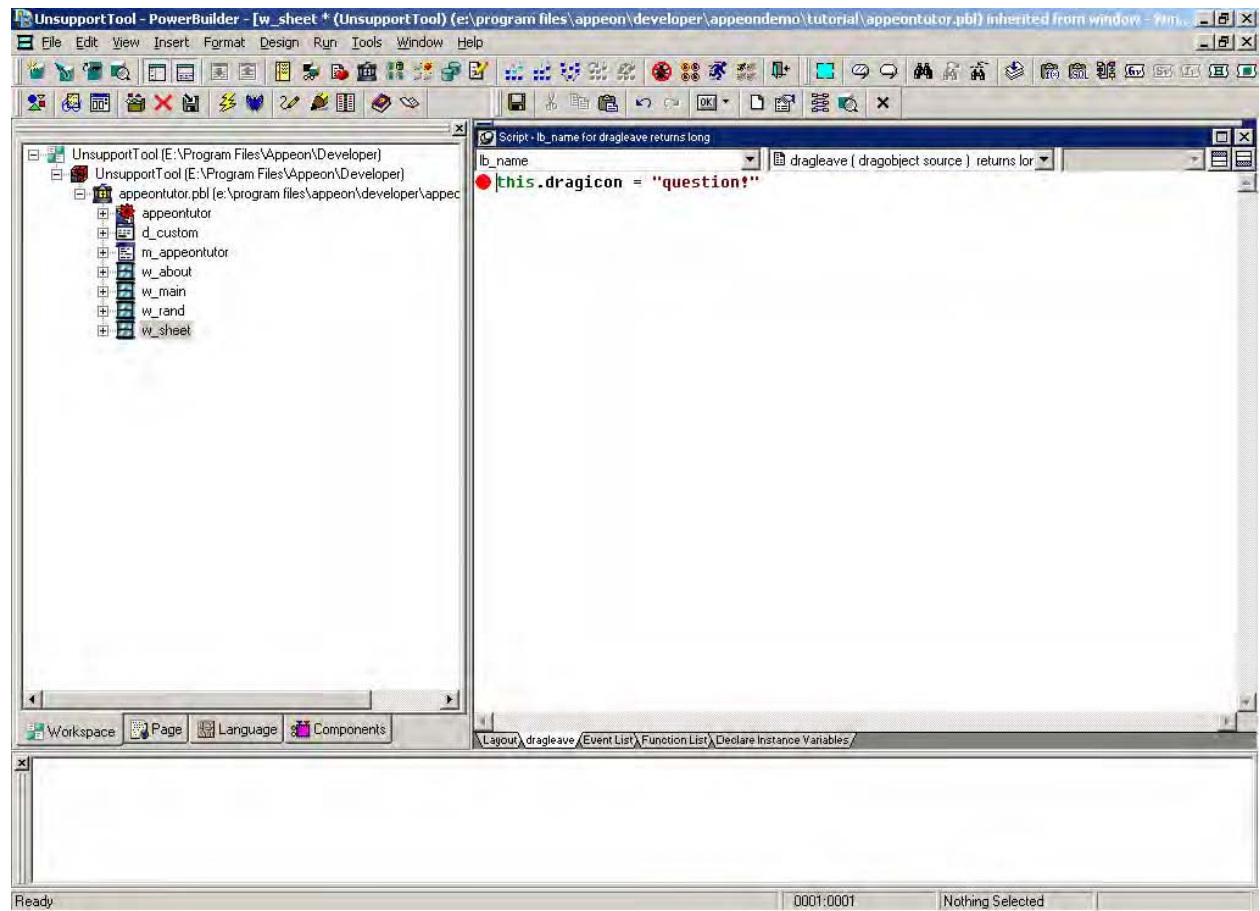 UnsupportTool - PowerBuilder - [w_sheet * (UnsupportTool) (e:\program files\appeon\developer\appeondemo\tutorial\appeontutor.pbl) inherited from window -
File Edit View Insert Format Design Run Tools Window Help
OK
Script - lb_name for dragleave returns long
lb_name
dragleave ( dragobject source ) returns lor
this.dragicon = "question!"
UnsupportTool (E:\Program Files\Appeon\Developer)
UnsupportTool (E:\Program Files\Appeon\Developer)
appeontutor.pbl (e:\program files\appeon\developer\appec
appeontutor
d_custom
m_appeontutor
w_about
w_main
w_rand
w_sheet
Workspace Page Language Components
Layout dragleave Event List Function List Declare Instance Variables
Ready 0001:0001 Nothing Selected